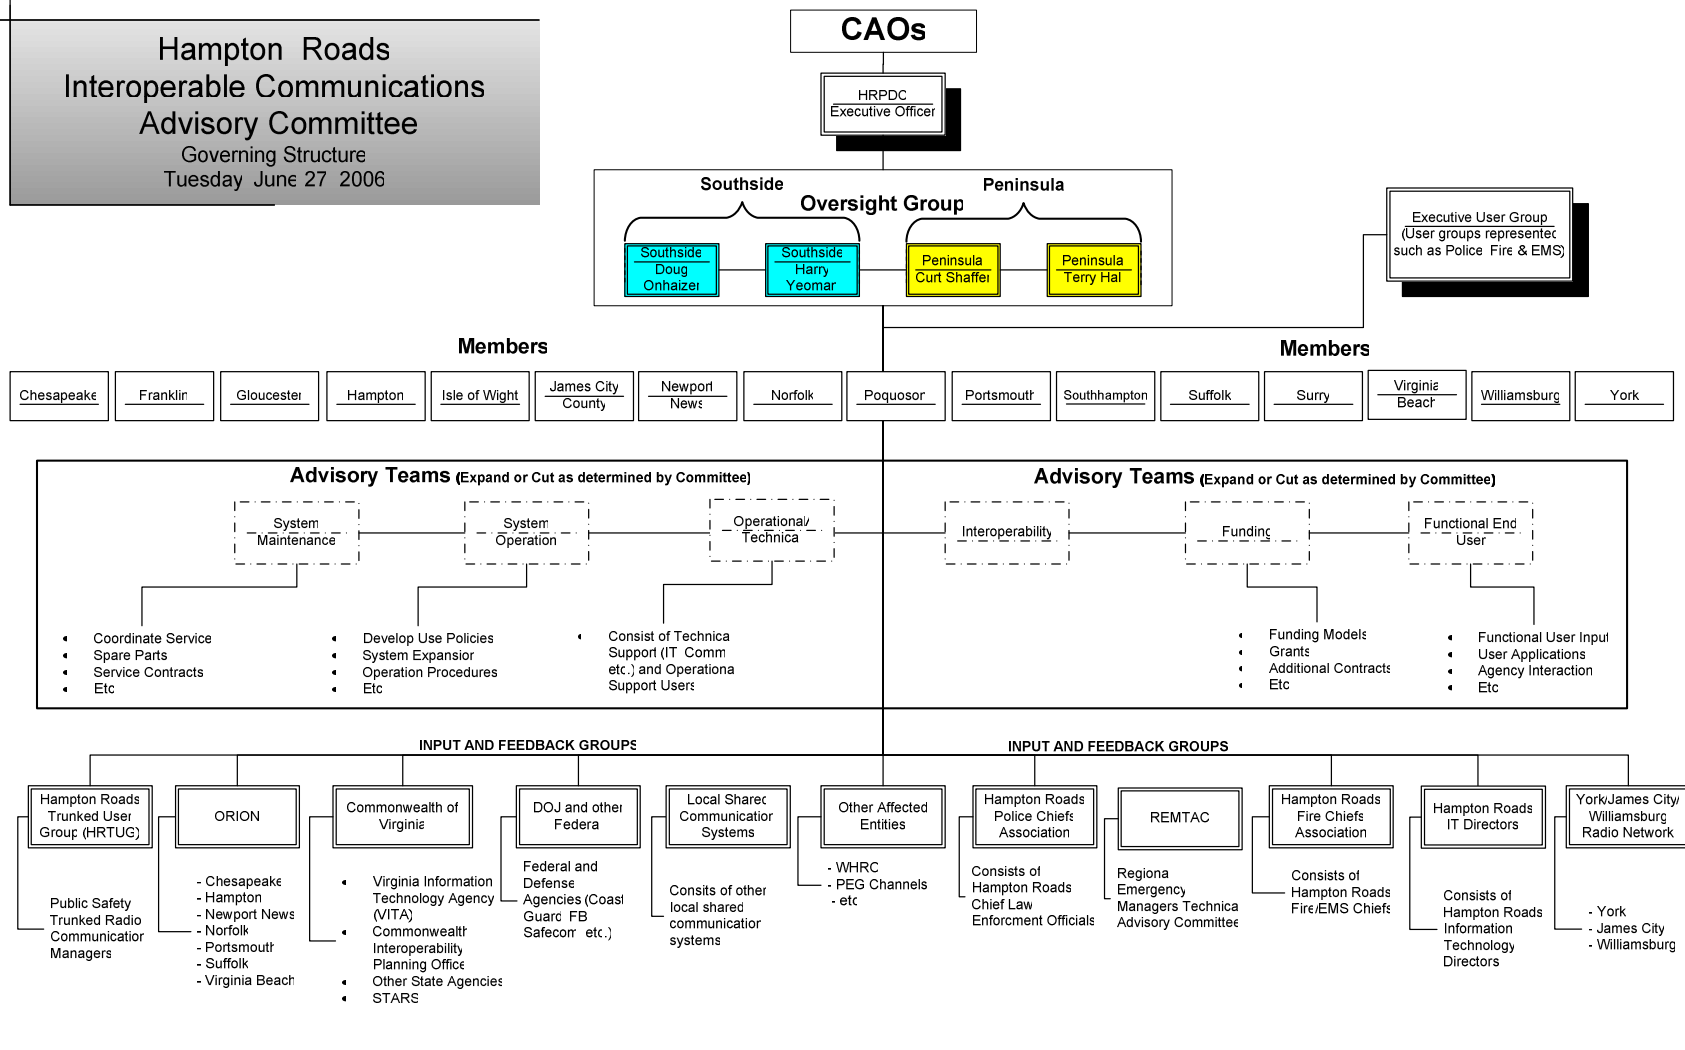 Hampton Roads
Interoperable Communications
Advisory Committee
Governing Structure
Tuesday June 27 2006
CAOs
HRPDC
Executive Officer
Southside
Peninsula
Oversight Group
Southside
Doug
Onhaizer
Southside
Harry
Yeoman
Peninsula
Curt Shaffer
Peninsula
Terry Hal
Executive User Group
(User groups represented
such as Police Fire & EMS)
Members
Members
Chesapeake
Franklin
Gloucester
Hampton
Isle of Wight
James City
County
Newport
News
Norfolk
Poquoson
Portsmouth
Southhampton
Suffolk
Surry
Virginia
Beach
Williamsburg
York
Advisory Teams (Expand or Cut as determined by Committee)
Advisory Teams (Expand or Cut as determined by Committee)
System
Maintenance
System
Operation
Operational/
Technica
Interoperability
Funding
Functional End
User
• Coordinate Service
• Spare Parts
• Service Contracts
• Etc
• Develop Use Policies
• System Expansion
• Operation Procedures
• Etc
• Consist of Technica
Support (IT Comm
etc.) and Operationa
Support Users
• Funding Models
• Grants
• Additional Contracts
• Etc
• Functional User Input
• User Applications
• Agency Interaction
• Etc
INPUT AND FEEDBACK GROUPS
INPUT AND FEEDBACK GROUPS
Hampton Roads
Trunked User
Group (HRTUG)
Public Safety
Trunked Radio
Communication
Managers
ORION
- Chesapeake
- Hampton
- Newport News
- Norfolk
- Portsmouth
- Suffolk
- Virginia Beach
Commonwealth of
Virginia
• Virginia Information
Technology Agency
(VITA)
• Commonwealth
Interoperability
Planning Office
• Other State Agencies
• STARS
DOJ and other
Federa
Federal and
Defense
Agencies (Coast
Guard FB
Safecom etc.)
Local Shared
Communication
Systems
Consits of other
local shared
communication
systems
Other Affected
Entities
- WHRO
- PEG Channels
- etc
Hampton Roads
Police Chiefs
Association
Consists of
Hampton Roads
Chief Law
Enforcment Officials
REMTAC
Regiona
Emergency
Managers Technica
Advisory Committee
Hampton Roads
Fire Chiefs
Association
Consists of
Hampton Roads
Fire/EMS Chiefs
Hampton Roads
IT Directors
Consists of
Hampton Roads
Information
Technology
Directors
York/James City/
Williamsburg
Radio Network
- York
- James City
- Williamsburg